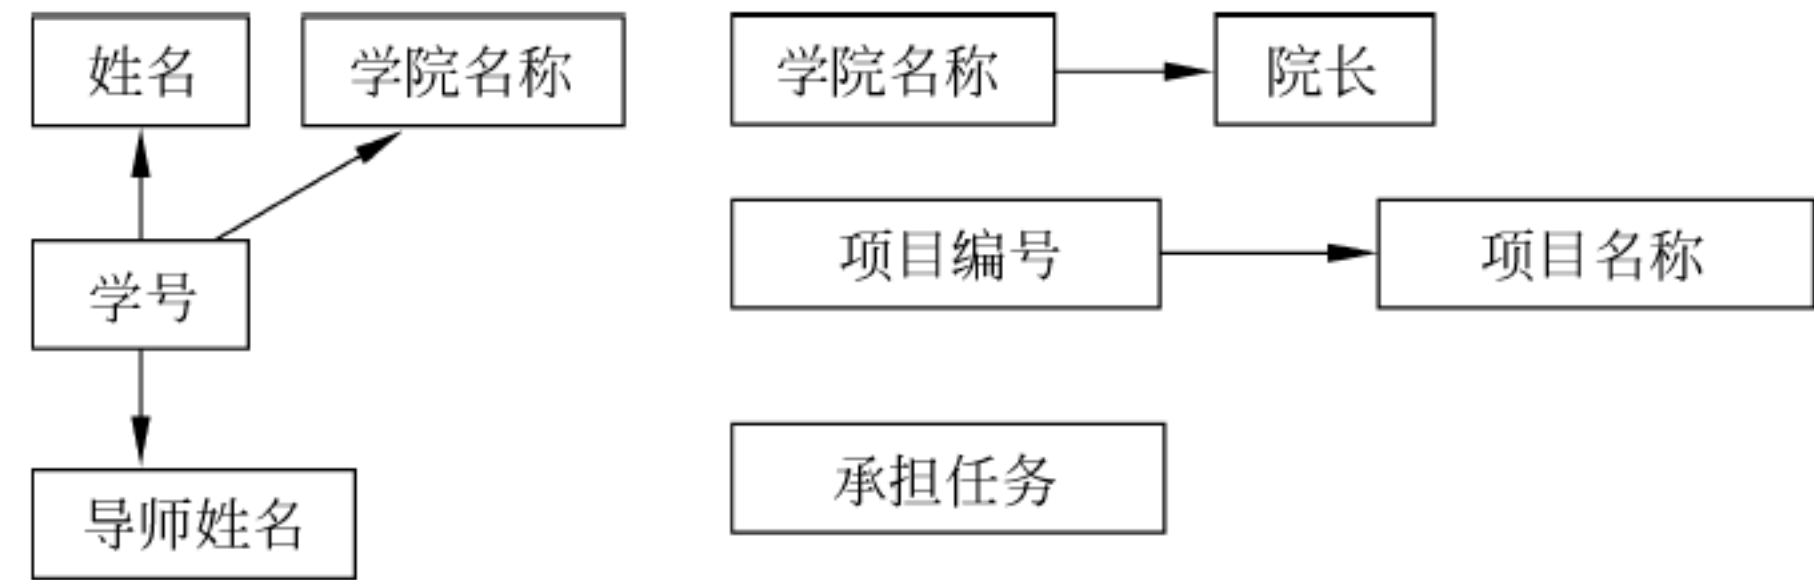 姓名
学院名称
学号
导师姓名
学院名称
院长
项目编号
项目名称
承担任务